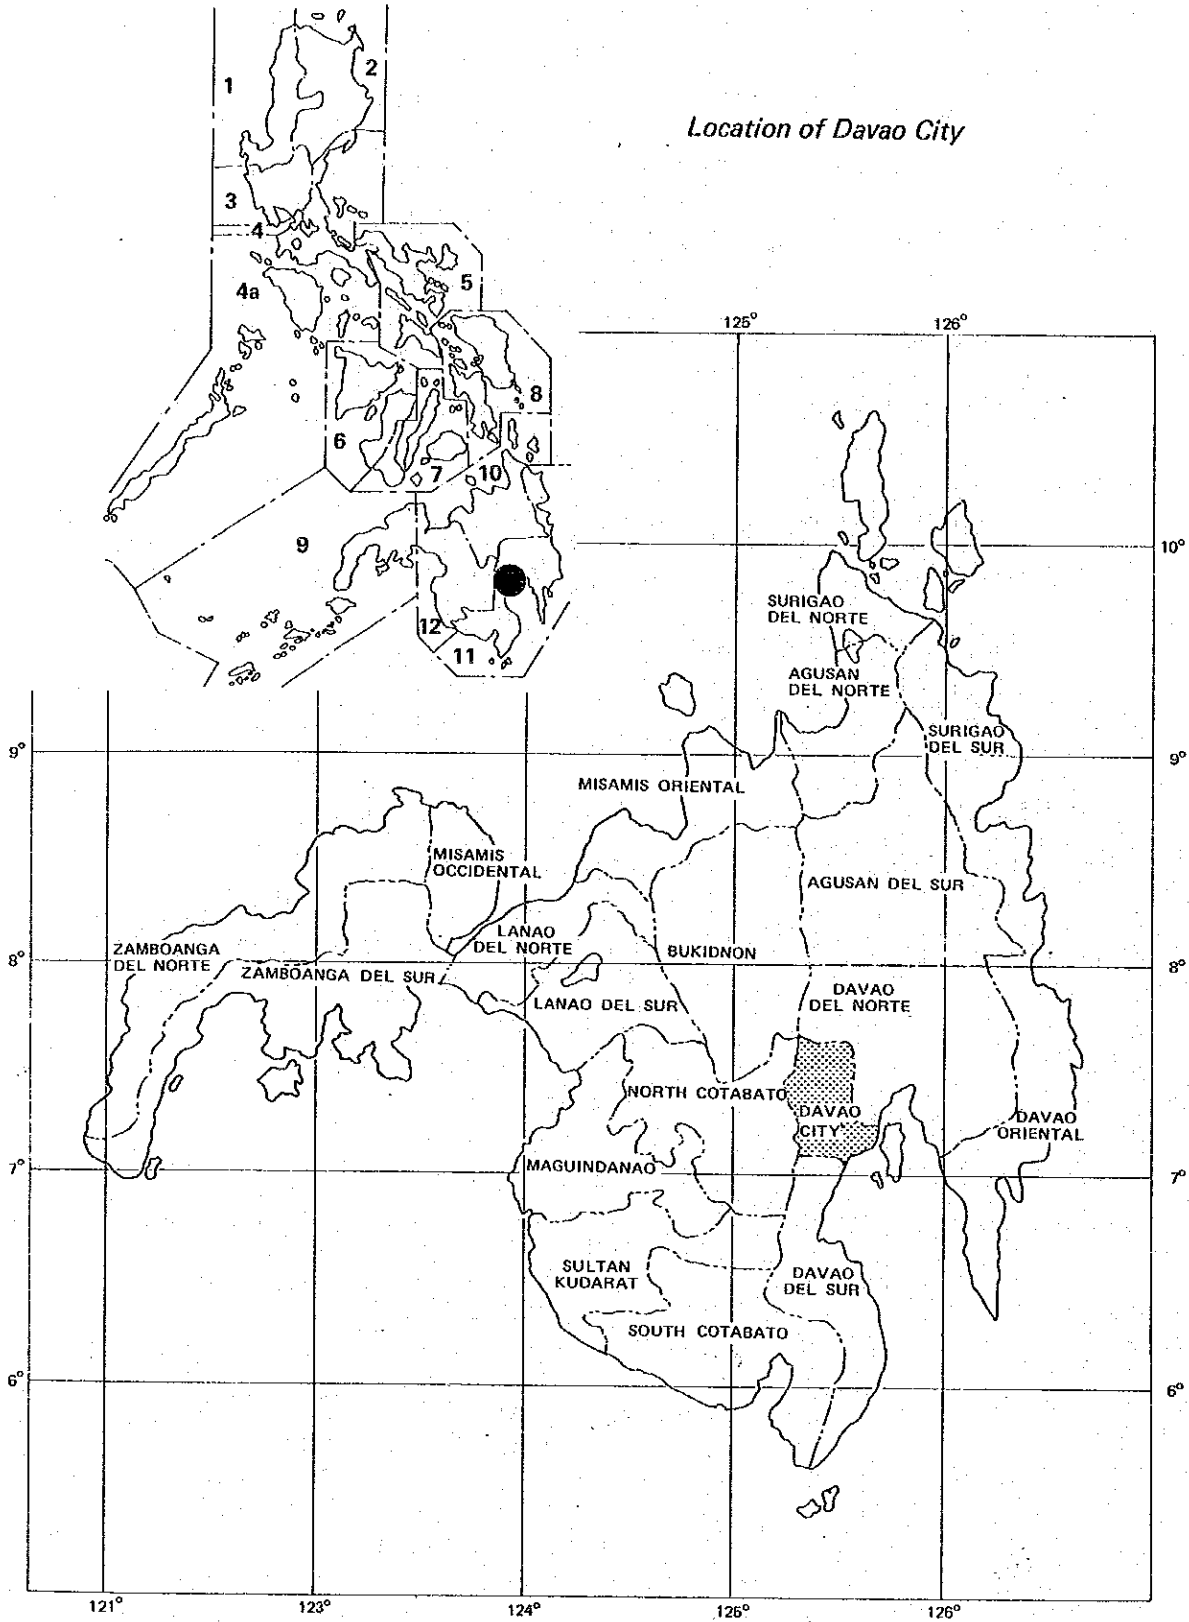 Location of Davao City
1
2
3
4
4a
5
6
7
8
9
10
11
12
125°
126°
10°
SURIGAO
DEL NORTE
AGUSAN
DEL NORTE
SURIGAO
DEL SUR
9°
9°
MISAMIS ORIENTAL
MISAMIS
OCCIDENTAL
AGUSAN DEL SUR
LANAO
DEL NORTE
ZAMBOANGA
DEL NORTE
BUKIDNON
8°
8°
ZAMBOANGA DEL SUR
LANAO DEL SUR
DAVAO
DEL NORTE
NORTH COTABATO
DAVAO
CITY
DAVAO
ORIENTAL
MAGUINDANAO
7°
7°
SULTAN
KUDARAT
DAVAO
DEL SUR
SOUTH COTABATO
6°
6°
121°
123°
124°
126°
126°